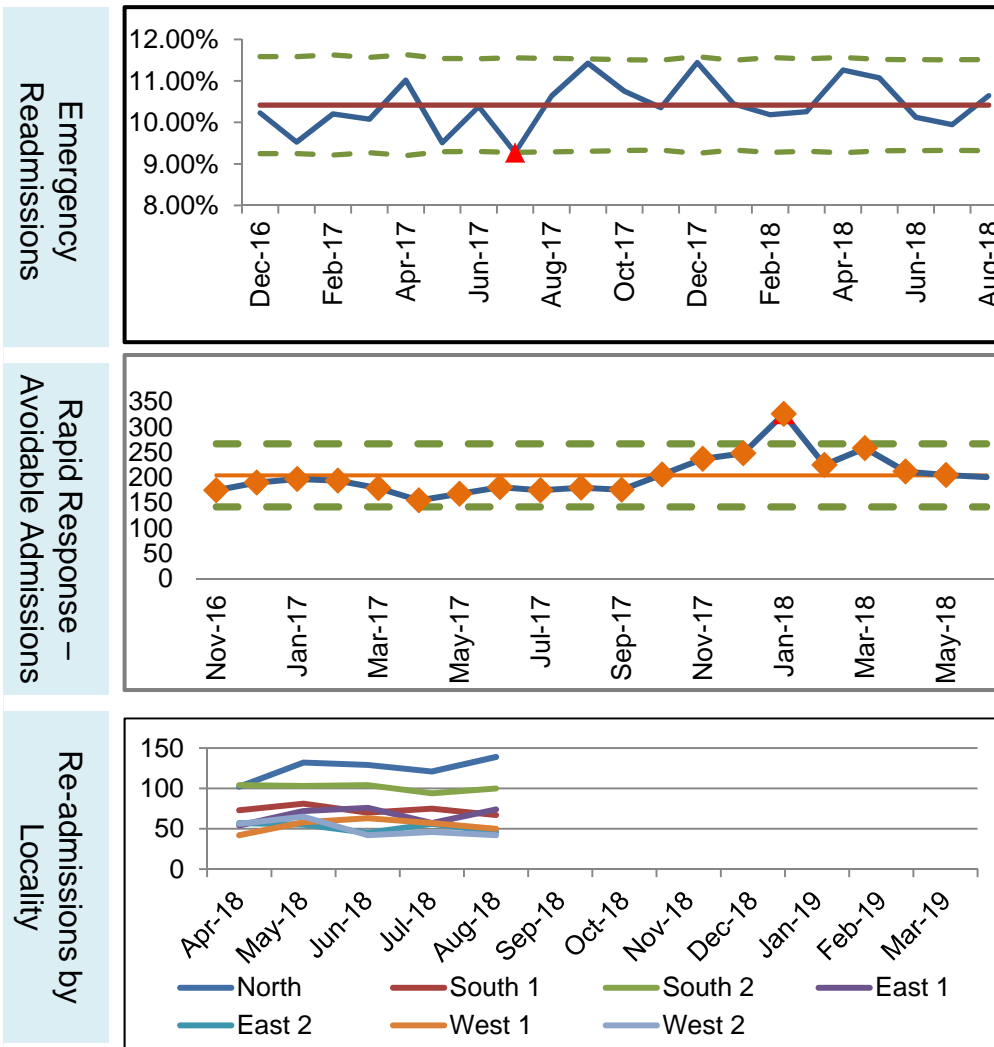 Emergency
Readmissions
12.00%
11.00%
10.00%
9.00%
8.00%
Dec-16
Feb-17
Apr-17
Jun-17
Aug-17
Oct-17
Dec-17
Feb-18
Apr-18
Jun-18
Aug-18
Rapid Response –
Avoidable Admissions
350
300
250
200
150
100
50
0
Nov-16
Jan-17
Mar-17
May-17
Jul-17
Sep-17
Nov-17
Jan-18
Mar-18
May-18
Re-admissions by
Locality
150
100
50
0
Apr-18
May-18
Jun-18
Jul-18
Aug-18
Sep-18
Oct-18
Nov-18
Dec-18
Jan-19
Feb-19
Mar-19
North South 1 South 2 East 1
East 2 West 1 West 2